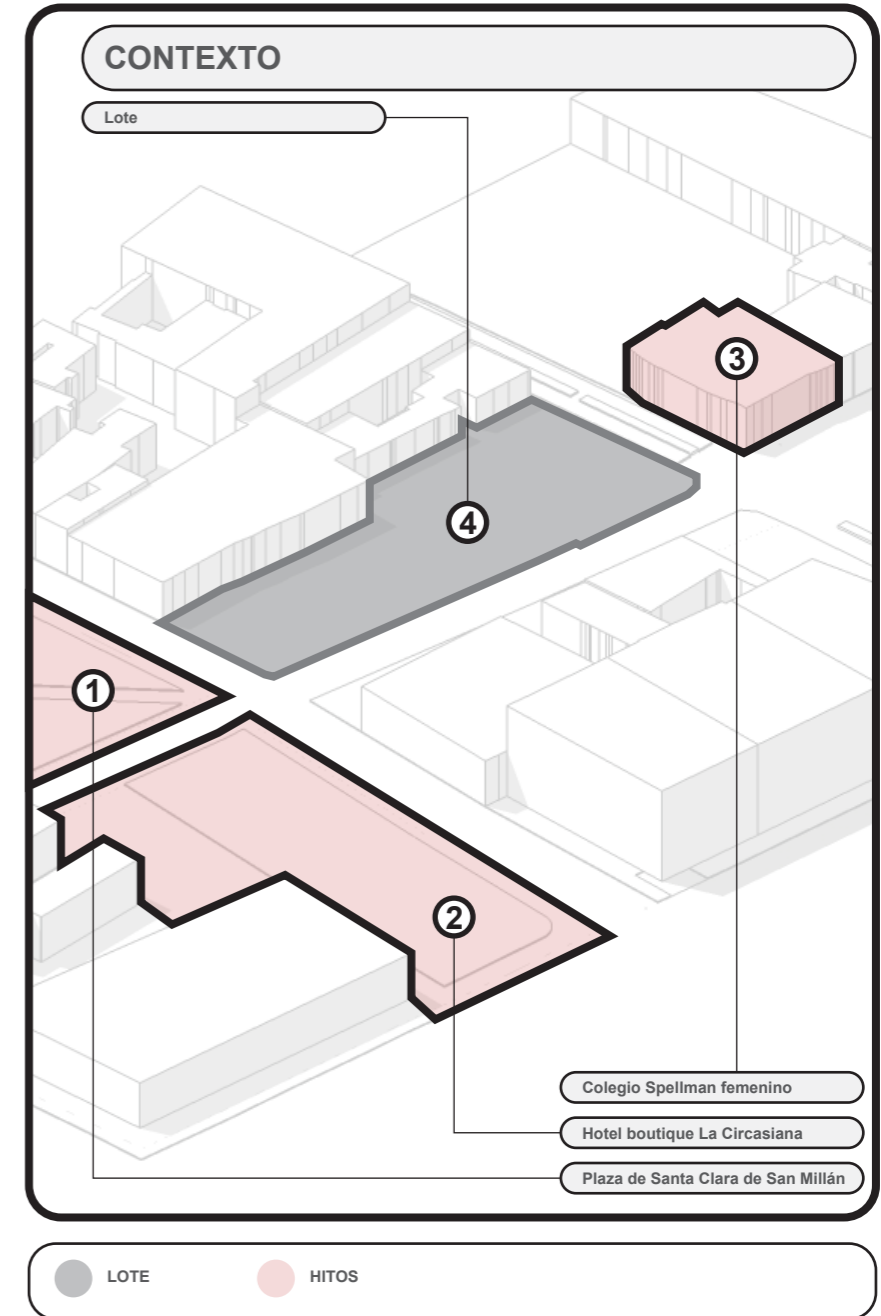 CONTEXTO
Lote
3
4
1
2
Colegio Spellman femenino
Hotel boutique La Circasiana
Plaza de Santa Clara de San Millán
LOTE
HITOS